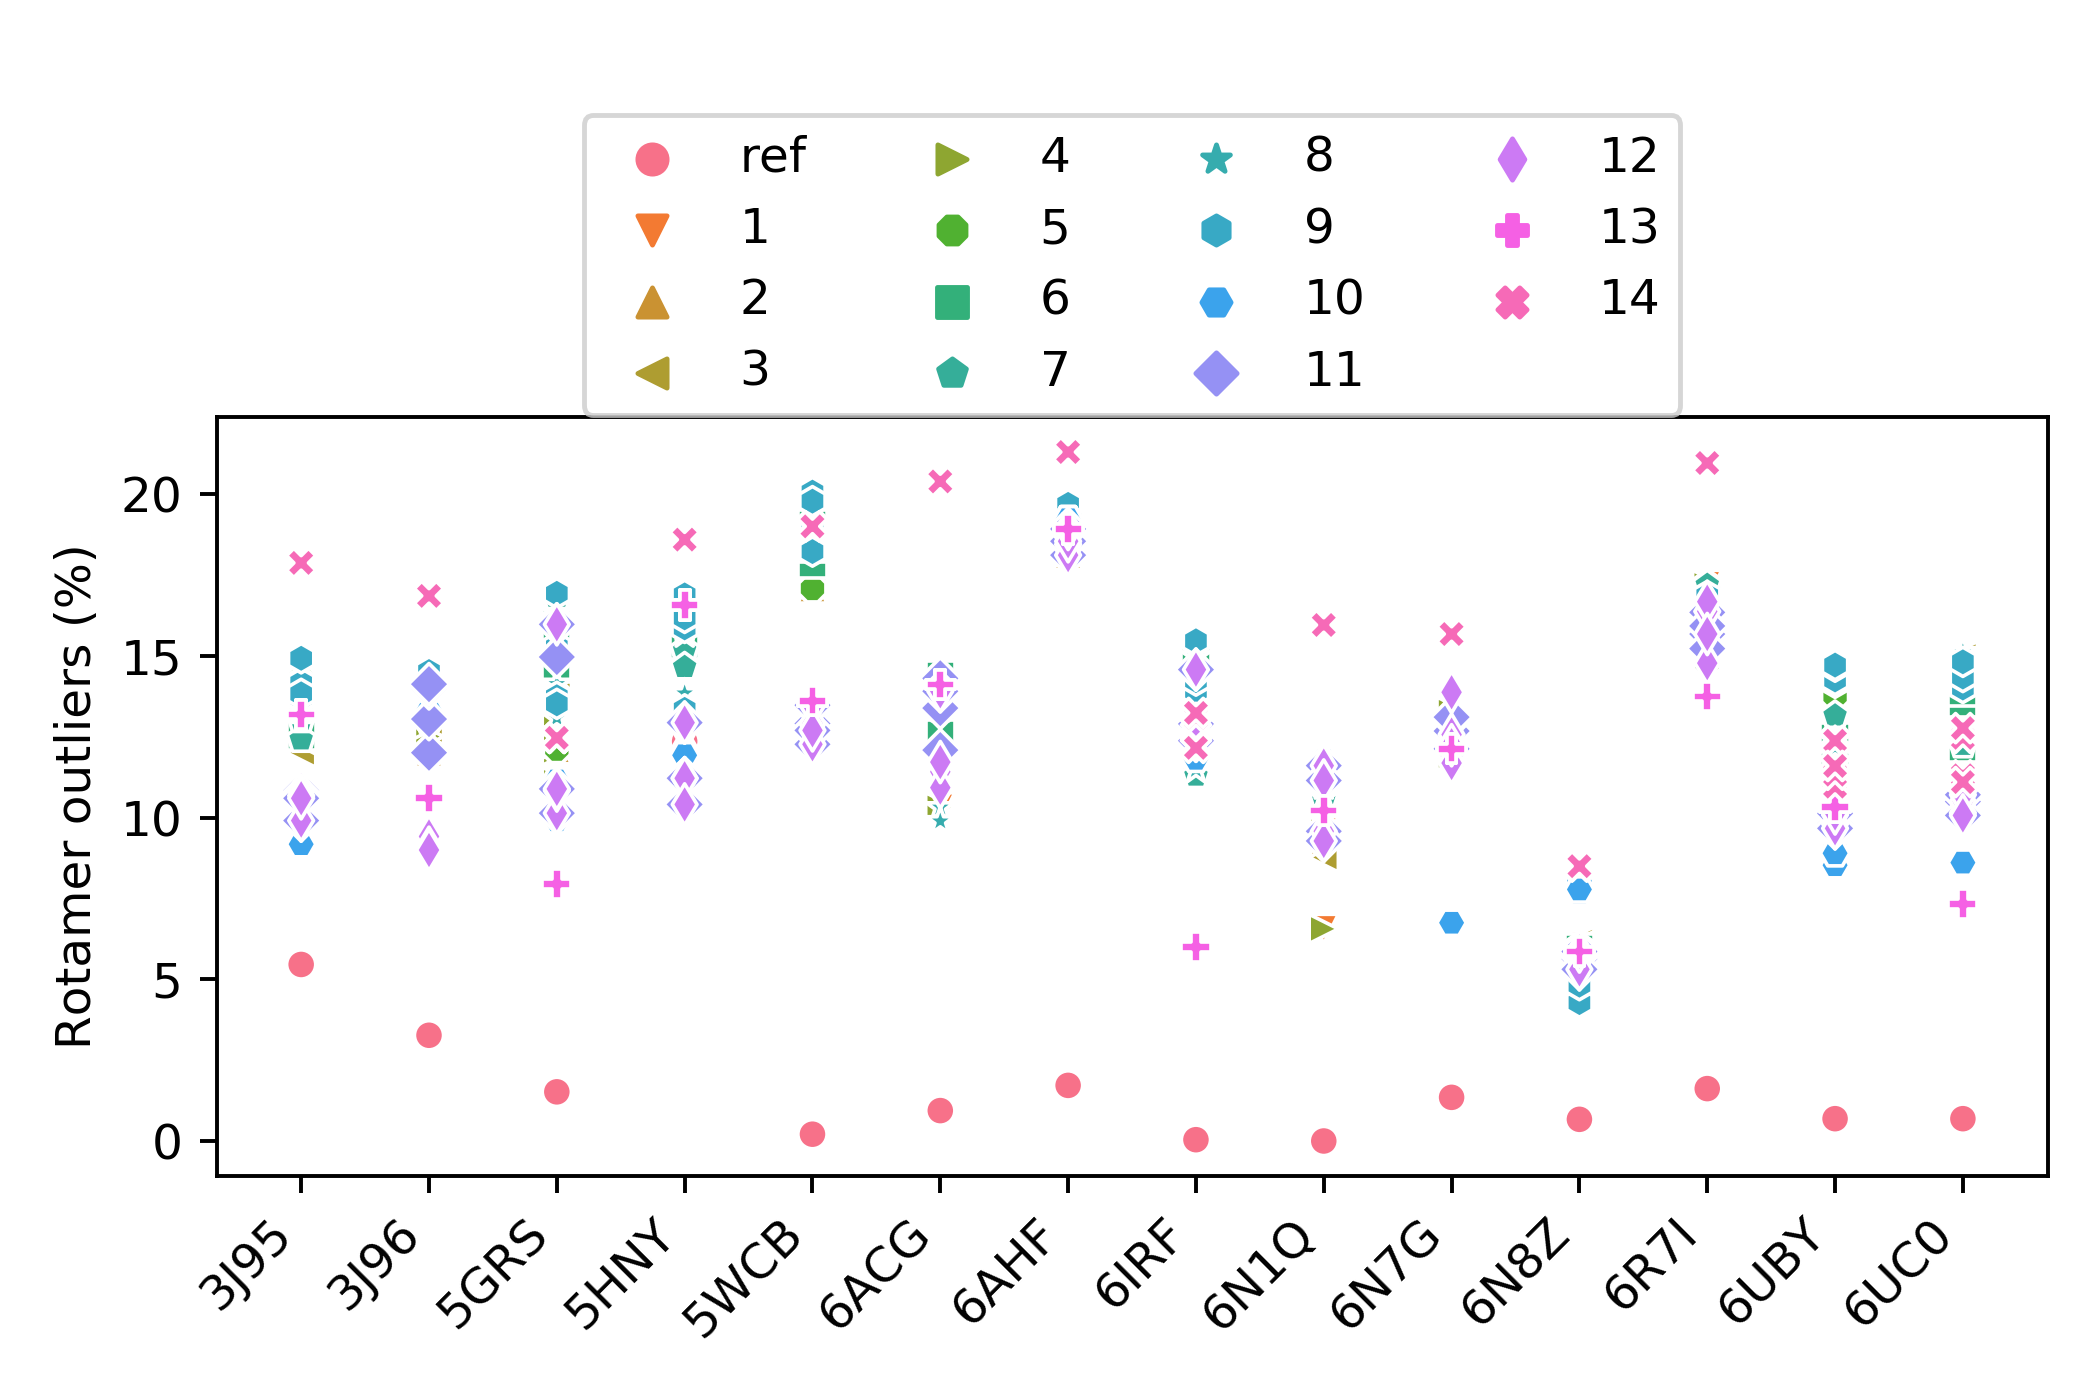 ref
1
2
3
4
5
6
7
8
9
10
11
12
13
14
Rotamer outliers (%)
20
15
10
5
0
3J95
3J96
5GRS
5HNY
5WCB
6ACG
6AHF
6IRF
6N1Q
6N7G
6N8Z
6R7I
6UBY
6UC0